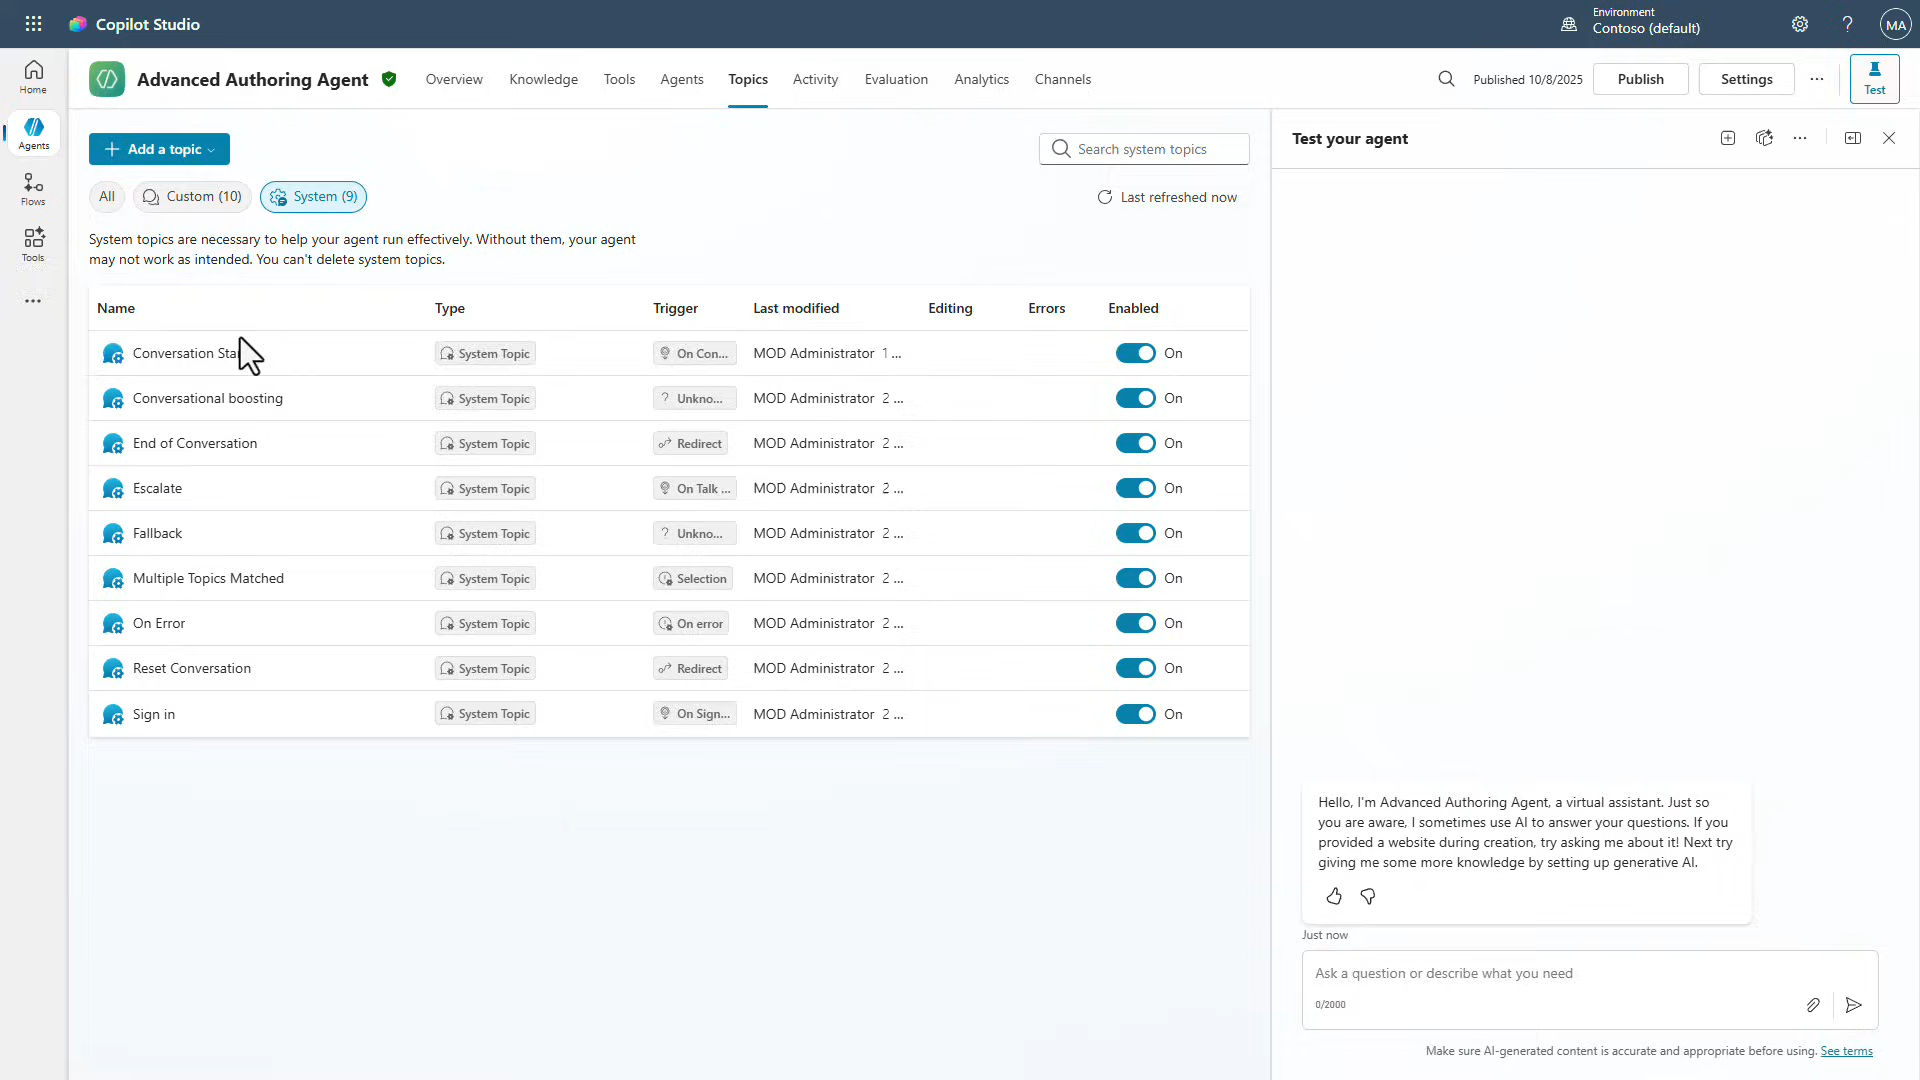 Copilot Studio
Environment
Contoso (default)
MA
Home
Agents
Flows
Tools
Advanced Authoring Agent
Overview Knowledge Tools Agents Topics Activity Evaluation Analytics Channels
Published 10/8/2025 Publish Settings Test
Add a topic
Search system topics
All Custom (10) System (9)
Last refreshed now
System topics are necessary to help your agent run effectively. Without them, your agent
may not work as intended. You can't delete system topics.
Name Type Trigger Last modified Editing Errors Enabled
Conversation Sta System Topic On Con... MOD Administrator 1 ... On
Conversational boosting System Topic ? Unkno... MOD Administrator 2 ... On
End of Conversation System Topic Redirect MOD Administrator 2 ... On
Escalate System Topic On Talk ... MOD Administrator 2 ... On
Fallback System Topic ? Unkno... MOD Administrator 2 ... On
Multiple Topics Matched System Topic Selection MOD Administrator 2 ... On
On Error System Topic On error MOD Administrator 2 ... On
Reset Conversation System Topic Redirect MOD Administrator 2 ... On
Sign in System Topic On Sign... MOD Administrator 2 ... On
Test your agent
Hello, I'm Advanced Authoring Agent, a virtual assistant. Just so
you are aware, I sometimes use AI to answer your questions. If you
provided a website during creation, try asking me about it! Next try
giving me some more knowledge by setting up generative AI.
Just now
Ask a question or describe what you need
0/2000
Make sure AI-generated content is accurate and appropriate before using. See terms